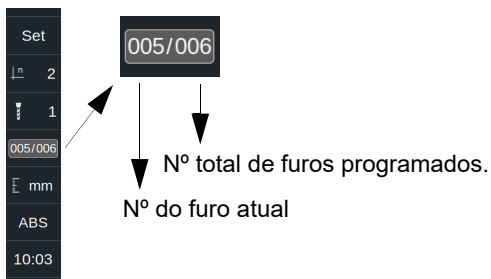 Set
n 2
1
005/006
mm
ABS
10:03
005/006
Nº total de furos programados.
Nº do furo atual